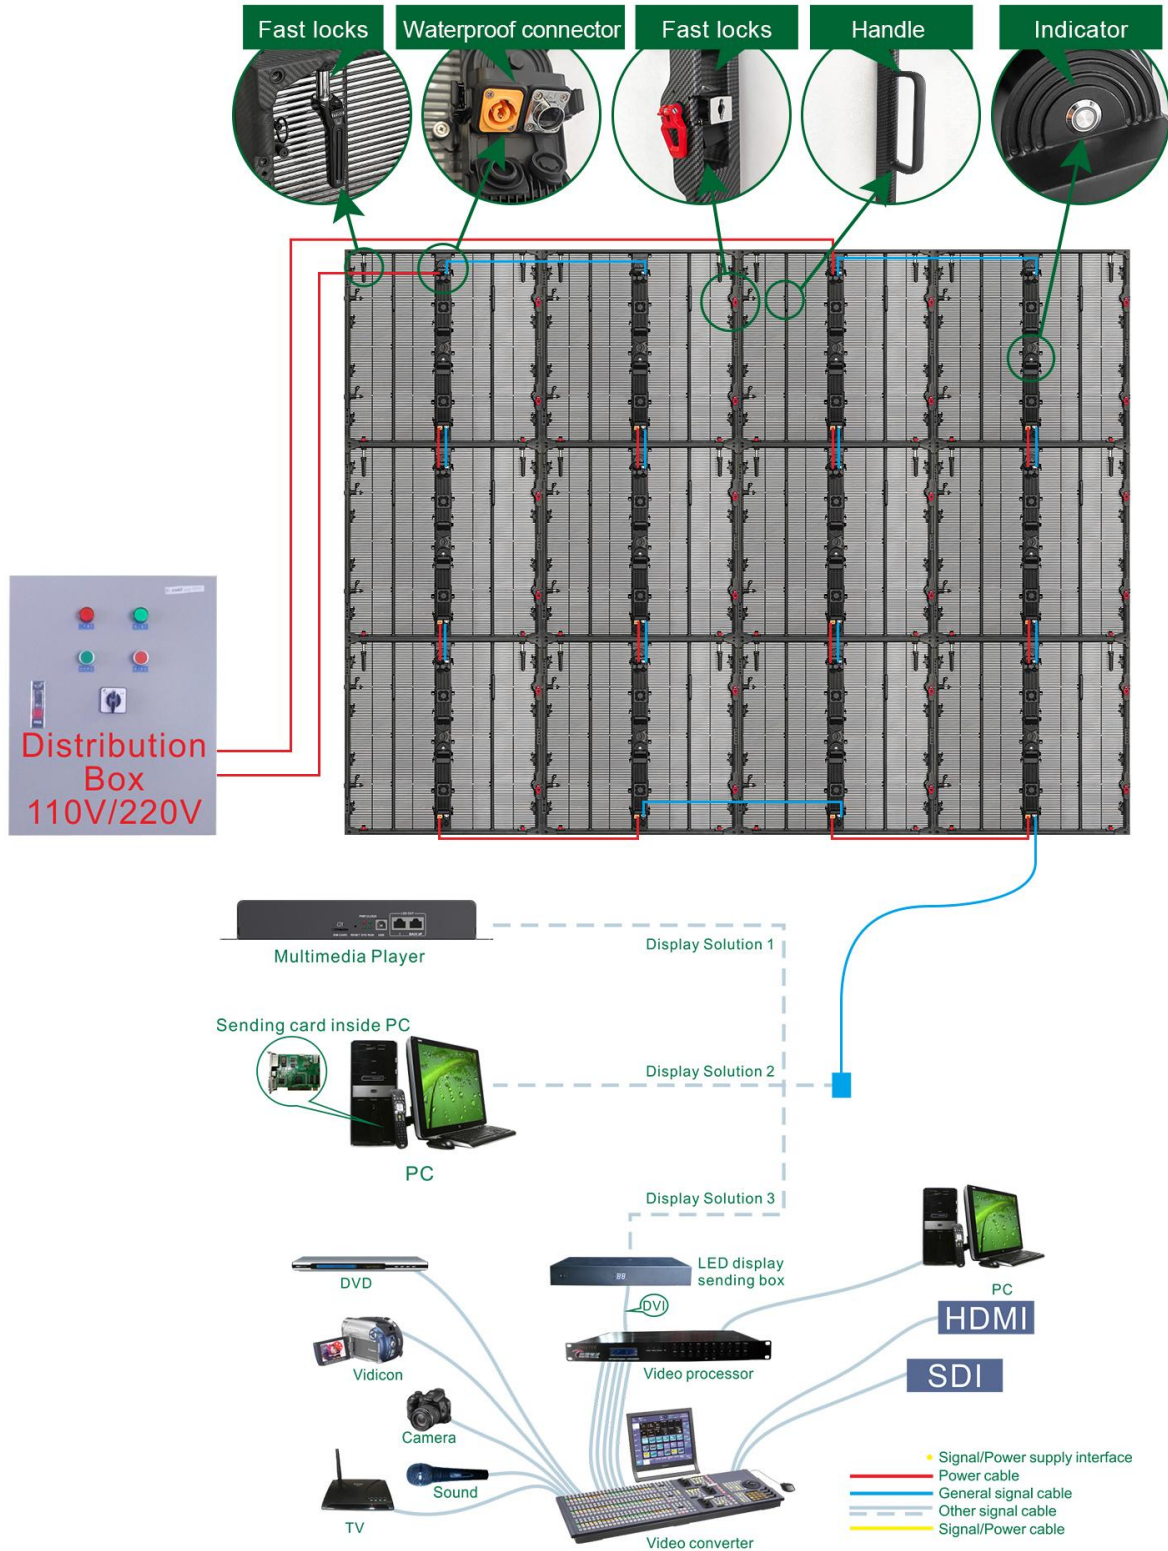 Fast locks
Waterproof connector
Fast locks
Handle
Indicator
Distribution
Box
110V/220V
Multimedia Player
Display Solution 1
Sending card inside PC
Display Solution 2
PC
Display Solution 3
LED display
sending box
DVD
DVI
PC
HDMI
Vidicon
Video processor
SDI
Camera
Sound
TV
Video converter
Signal/Power supply interface
Power cable
General signal cable
Other signal cable
Signal/Power cable